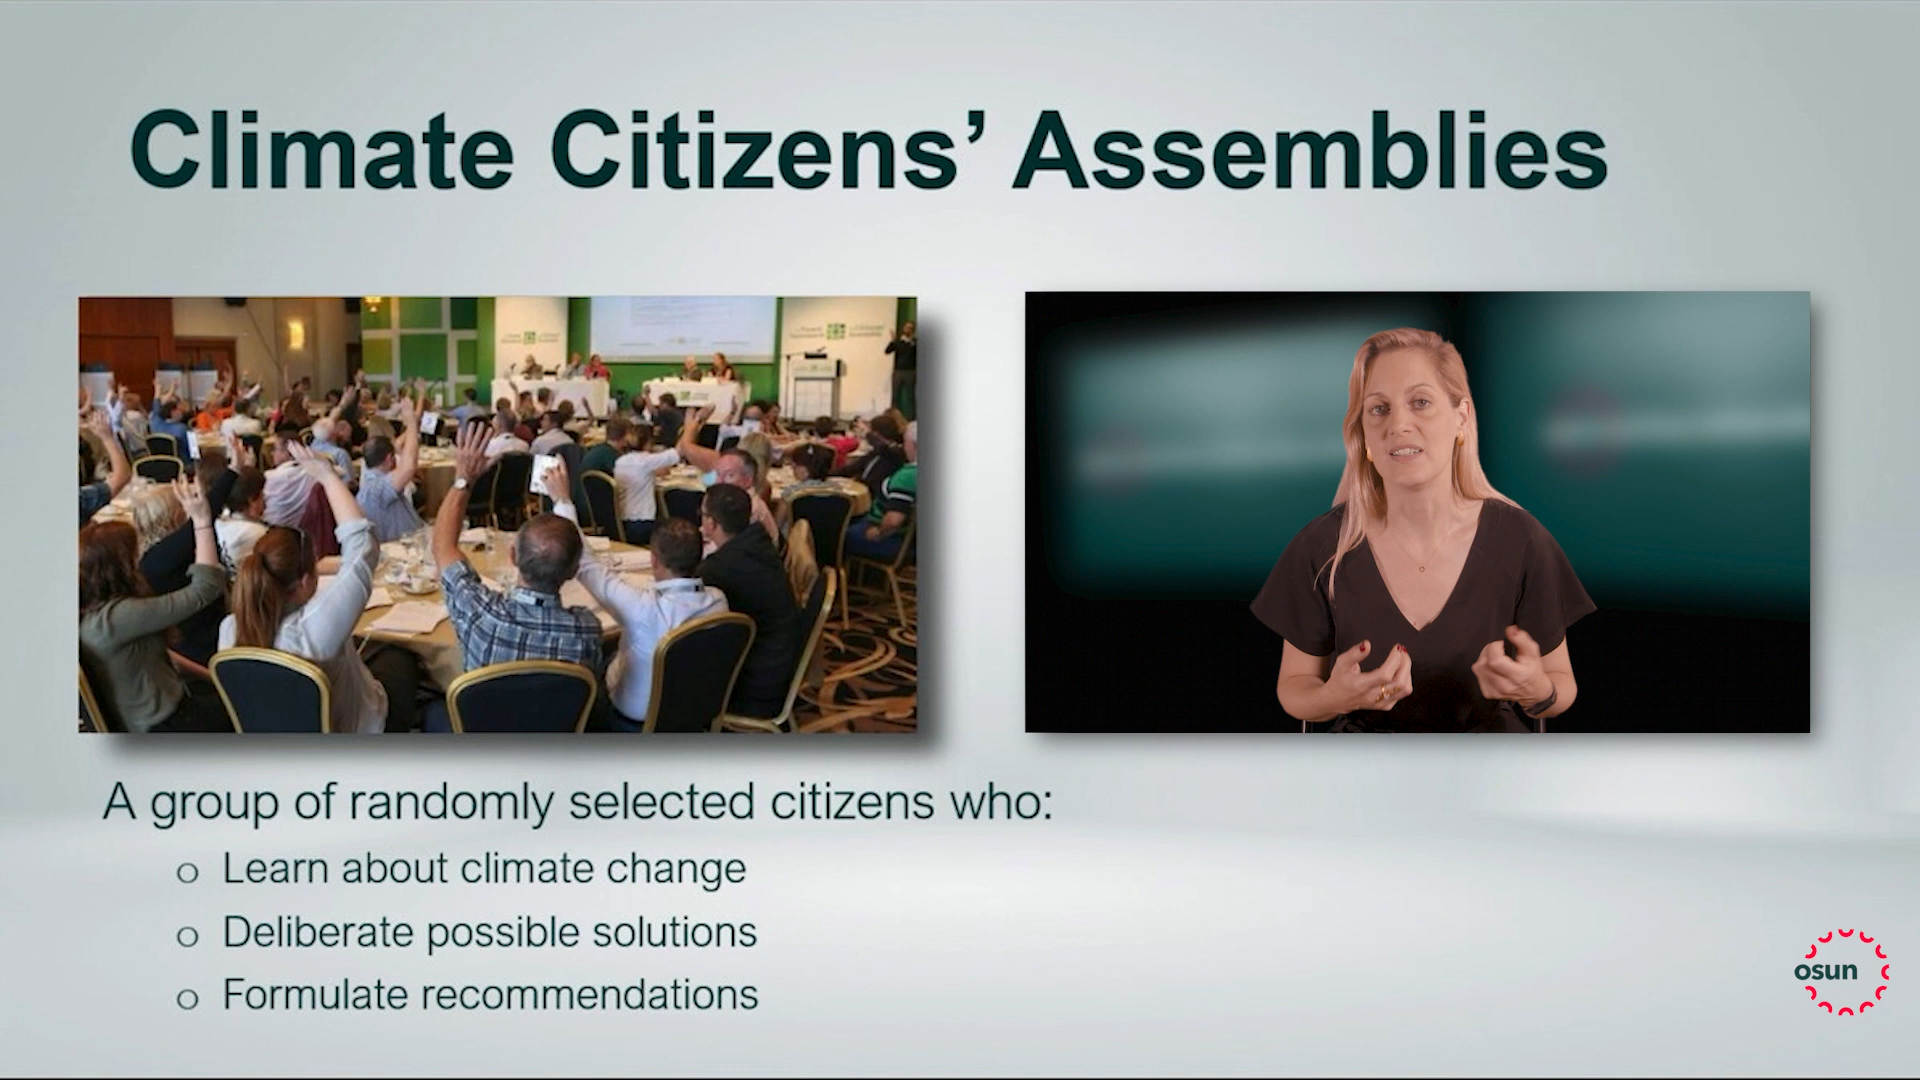 Climate Citizens’ Assemblies
A group of randomly selected citizens who:
o Learn about climate change
o Deliberate possible solutions
o Formulate recommendations
osun